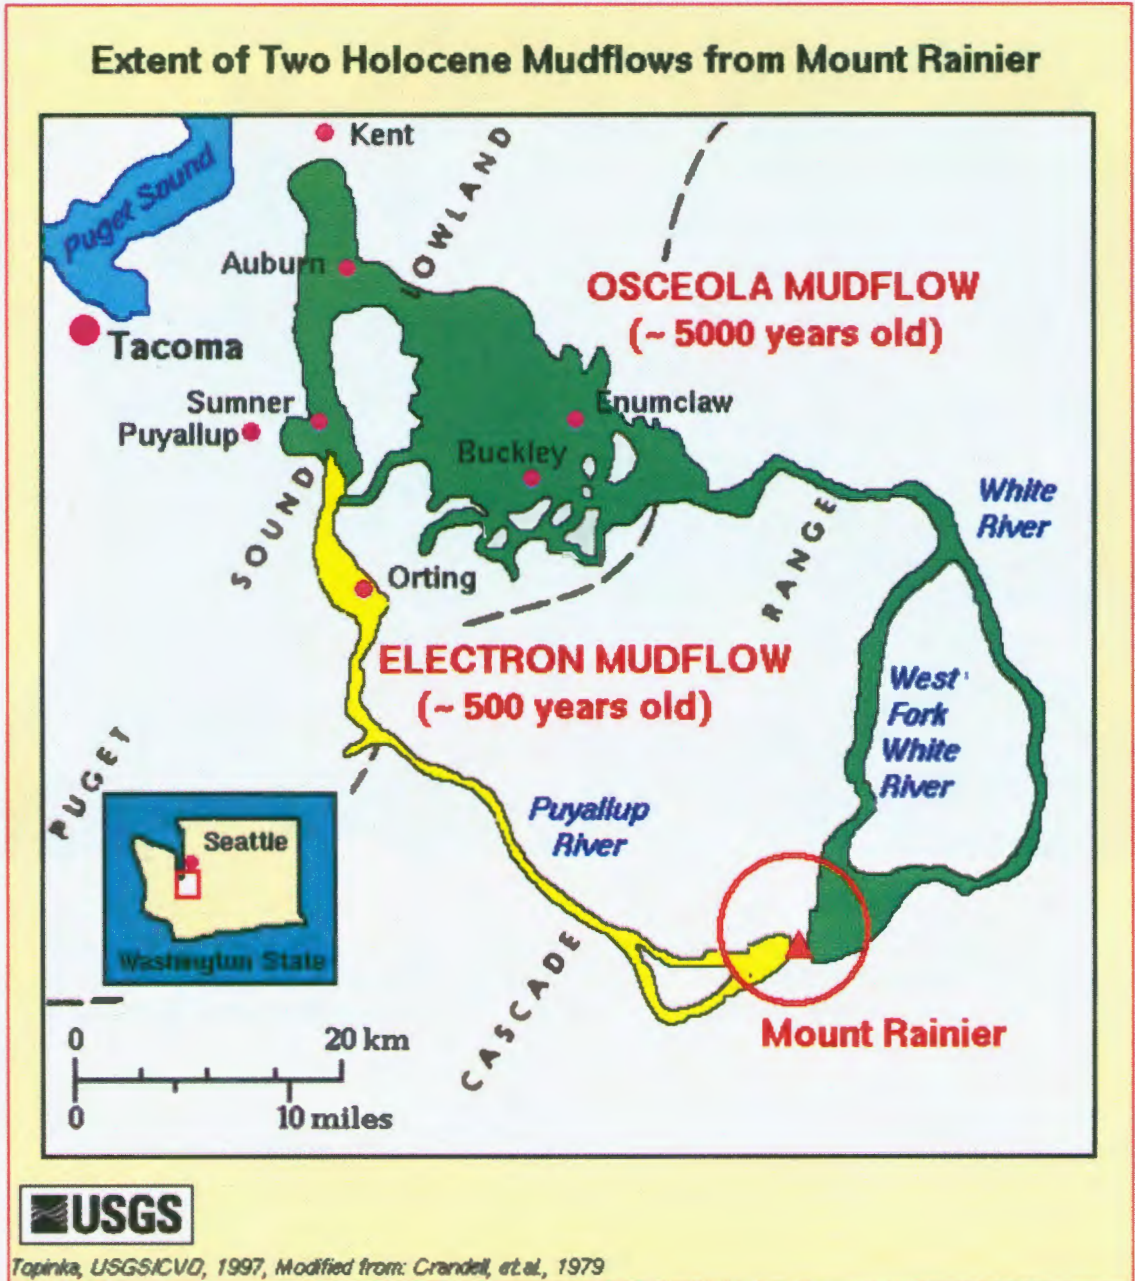 Extent of Two Holocene Mudflows from Mount Rainier
Kent
Puget Sound
LOWLAND
Auburn
OSCEOLA MUDFLOW
(~ 5000 years old)
Tacoma
Sumner
Enumclaw
Puyallup
Buckley
White
River
SOUND
RANGE
Orting
ELECTRON MUDFLOW
(~ 500 years old)
West
Fork
White
River
PUGET
Puyallup
River
Seattle
Washington State
CASCADE
Mount Rainier
0 20 km
0 10 miles
USGS
Topinka, USGS/CVO, 1997, Modified from: Crandell, et.al., 1979